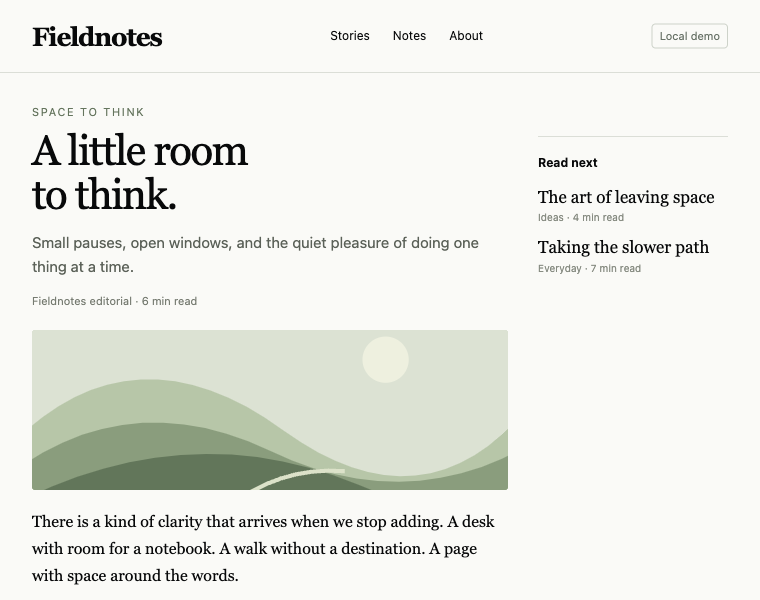 Fieldnotes
Stories
Notes
About
Local demo
SPACE TO THINK
A little room
to think.
Small pauses, open windows, and the quiet pleasure of doing one
thing at a time.
Fieldnotes editorial · 6 min read
There is a kind of clarity that arrives when we stop adding. A desk
with room for a notebook. A walk without a destination. A page
with space around the words.
Read next
The art of leaving space
Ideas · 4 min read
Taking the slower path
Everyday · 7 min read